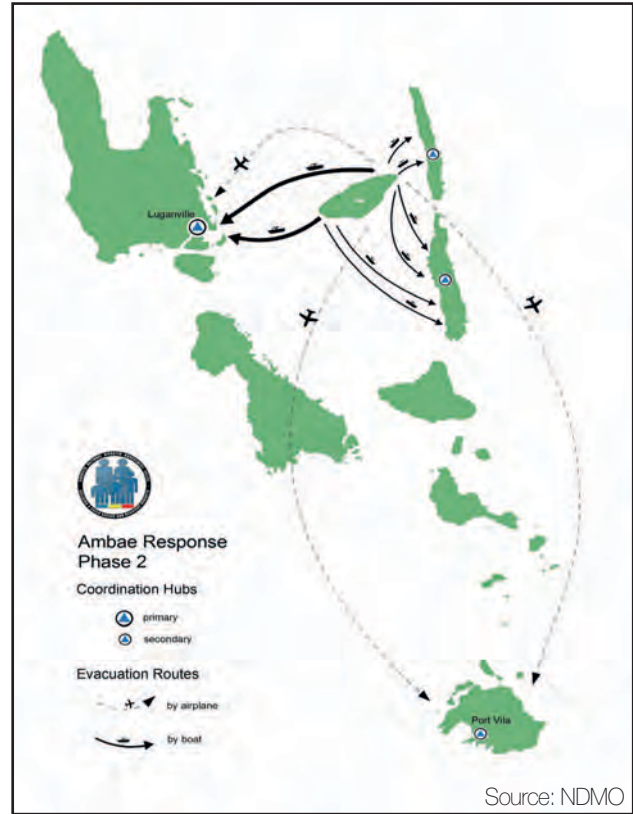 Luganville
Ambae Response
Phase 2
Coordination Hubs
primary
secondary
Evacuation Routes
by airplane
by boat
Port Vila
Source: NDMO